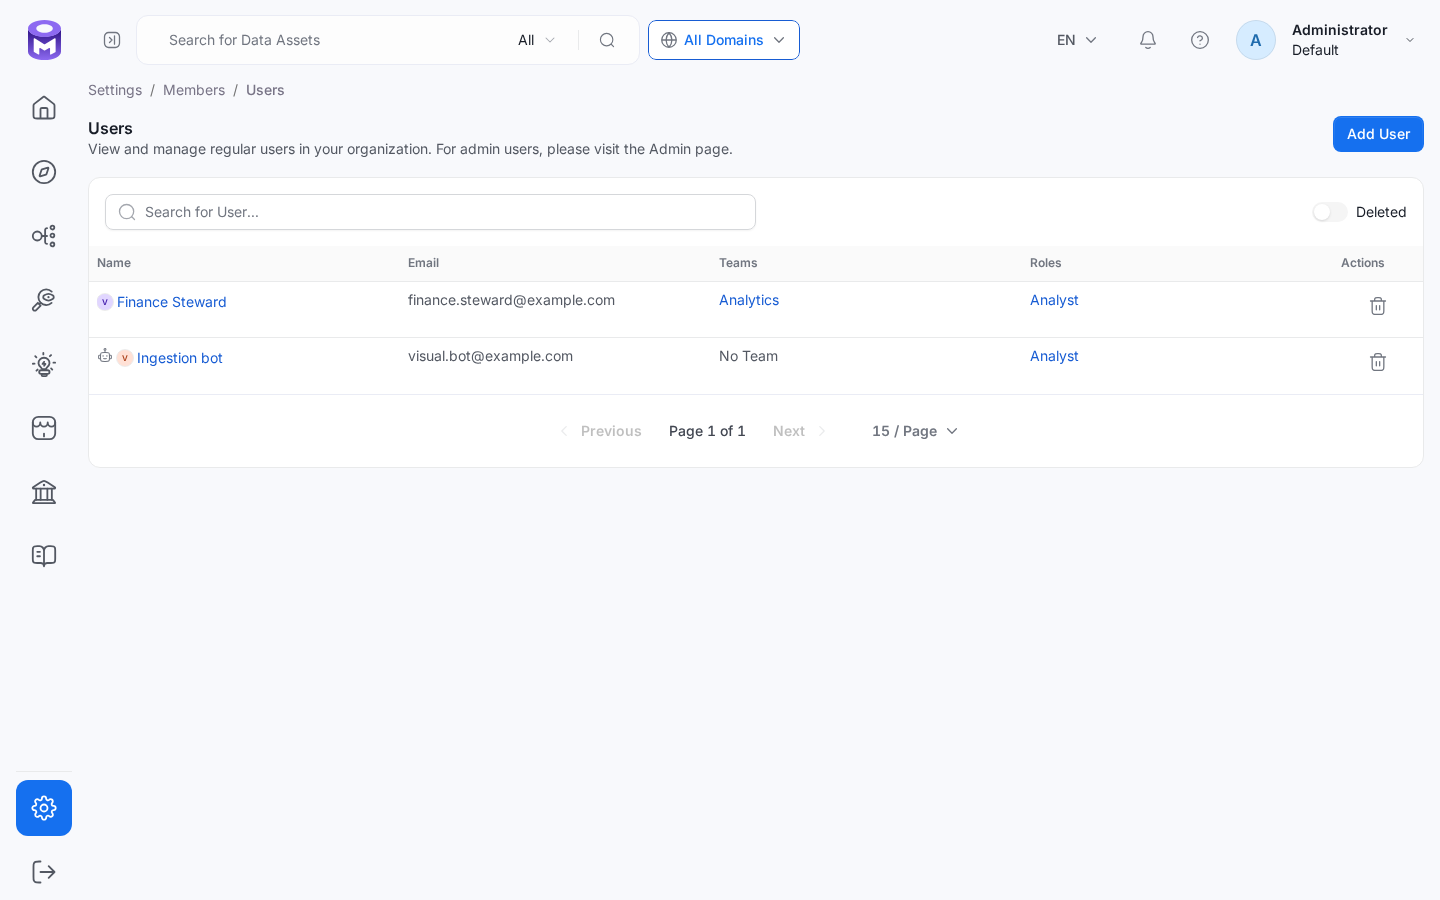 Search for Data Assets
All
All Domains
EN
A
Administrator
Default
Settings / Members / Users
Users
View and manage regular users in your organization. For admin users, please visit the Admin page.
Add User
Search for User...
Deleted
Name Email Teams Roles Actions
V Finance Steward finance.steward@example.com Analytics Analyst
V Ingestion bot visual.bot@example.com No Team Analyst
Previous Page 1 of 1 Next 15 / Page